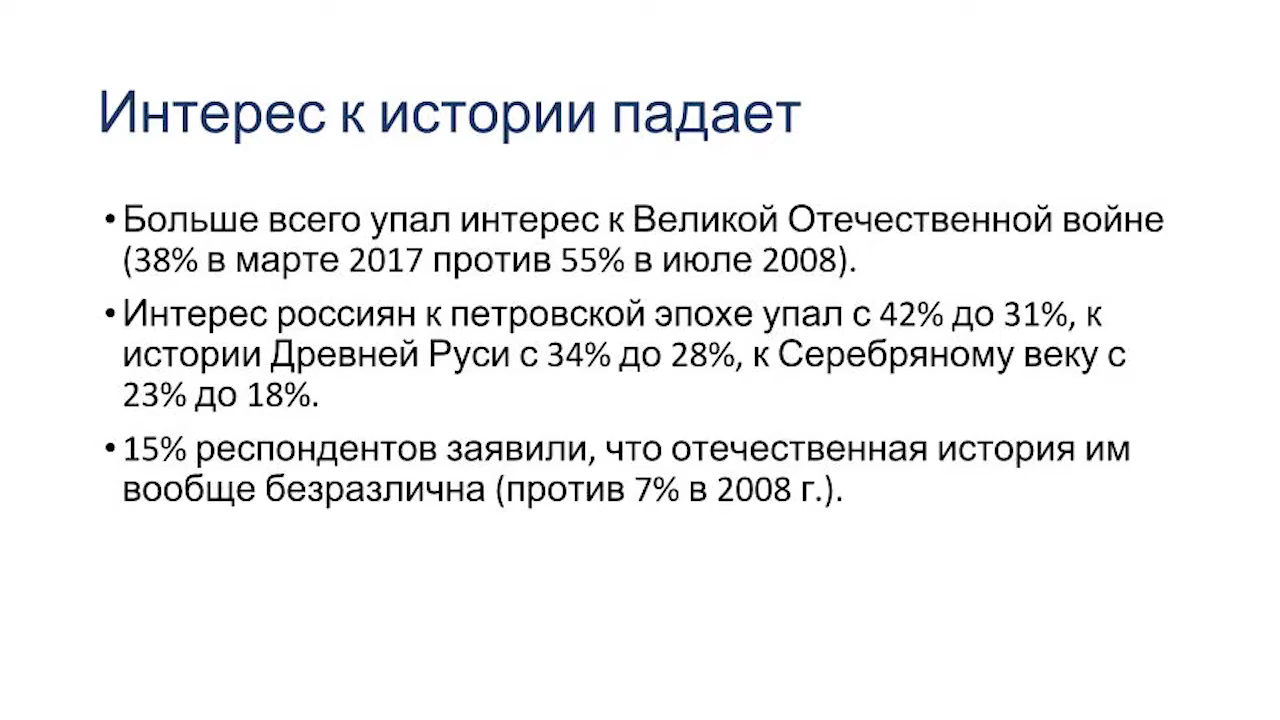 Интерес к истории падает
• Больше всего упал интерес к Великой Отечественной войне
(38% в марте 2017 против 55% в июле 2008).
• Интерес россиян к петровской эпохе упал с 42% до 31%, к
истории Древней Руси с 34% до 28%, к Серебряному веку с
23% до 18%.
• 15% респондентов заявили, что отечественная история им
вообще безразлична (против 7% в 2008 г.).